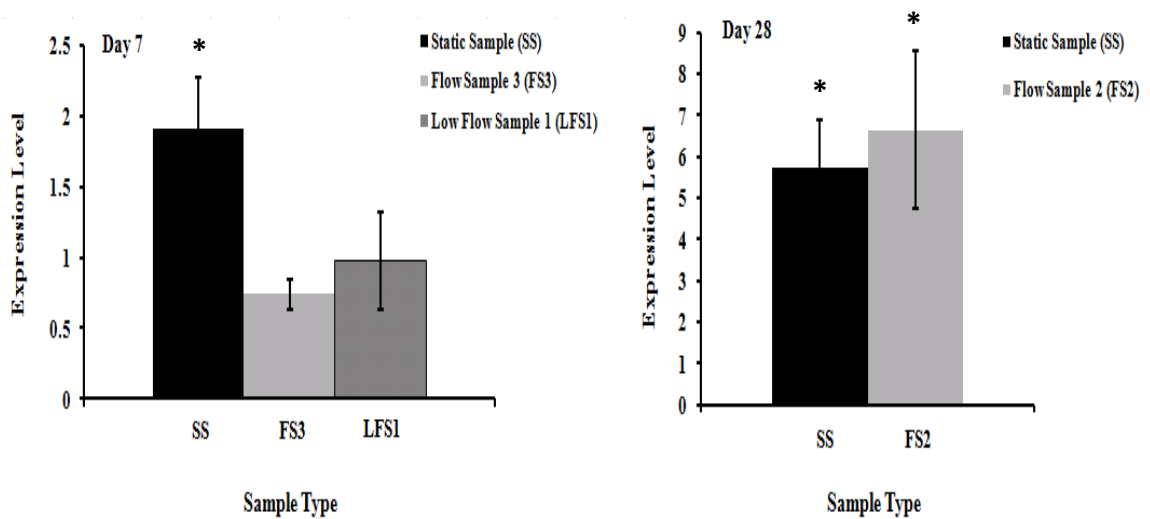 Day 7
*
Static Sample (SS)
Flow Sample 3 (FS3)
Low Flow Sample 1 (LFS1)
Expression Level
2.5
2
1.5
1
0.5
0
SS FS3 LFS1
Sample Type
Day 28
*
*
Static Sample (SS)
Flow Sample 2 (FS2)
Expression Level
9
8
7
6
5
4
3
2
1
0
SS FS2
Sample Type